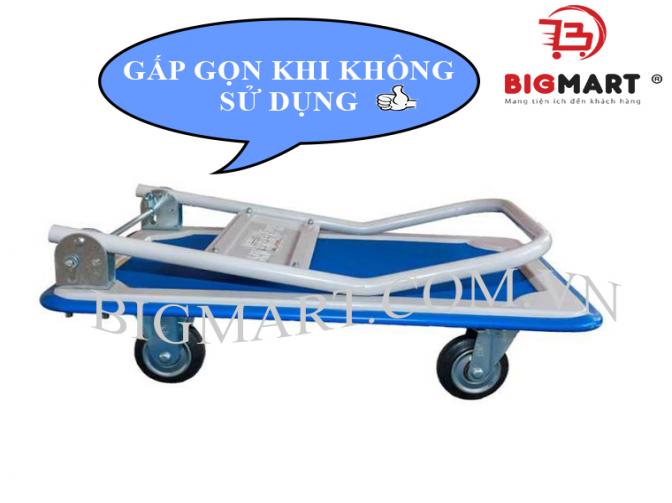 GẤP GỌN KHI KHÔNG
SỬ DỤNG
BIGMART ®
Mang tiện ích đến khách hàng
BIGMART.COM.VN